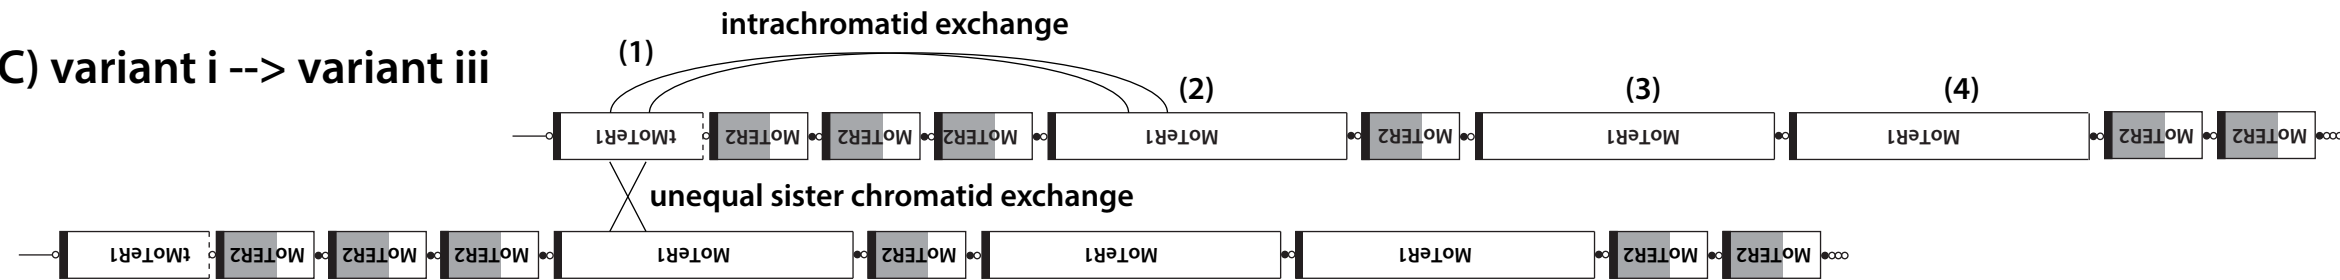 intrachromatid exchange
C) variant i --> variant iii
(1)
(2)
(3)
(4)
tMoTeR1 MoTER2 MoTER2 MoTER2 MoTeR1 MoTER2 MoTeR1 MoTeR1 MoTER2 MoTER2
unequal sister chromatid exchange
tMoTeR1 MoTER2 MoTER2 MoTER2 MoTeR1 MoTER2 MoTeR1 MoTeR1 MoTER2 MoTER2